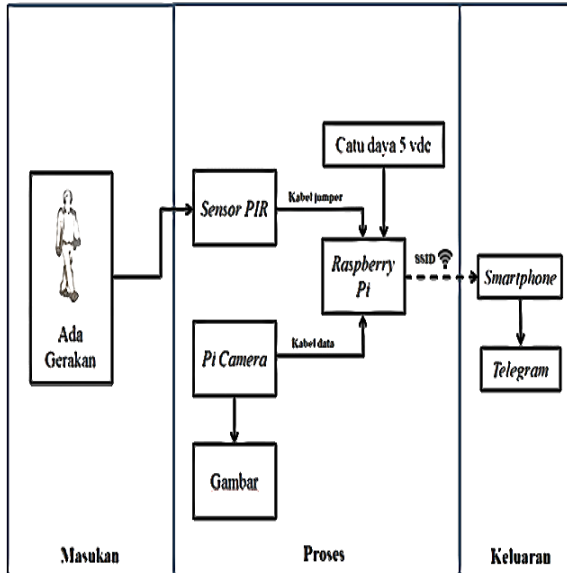 Catu daya 5 vdc
Sensor PIR
Kabel jumper
Raspberry
Pi
SSID
Smartphone
Ada
Gerakan
Pi Camera
Kabel data
Telegram
Gambar
Masukan
Proses
Keluaran